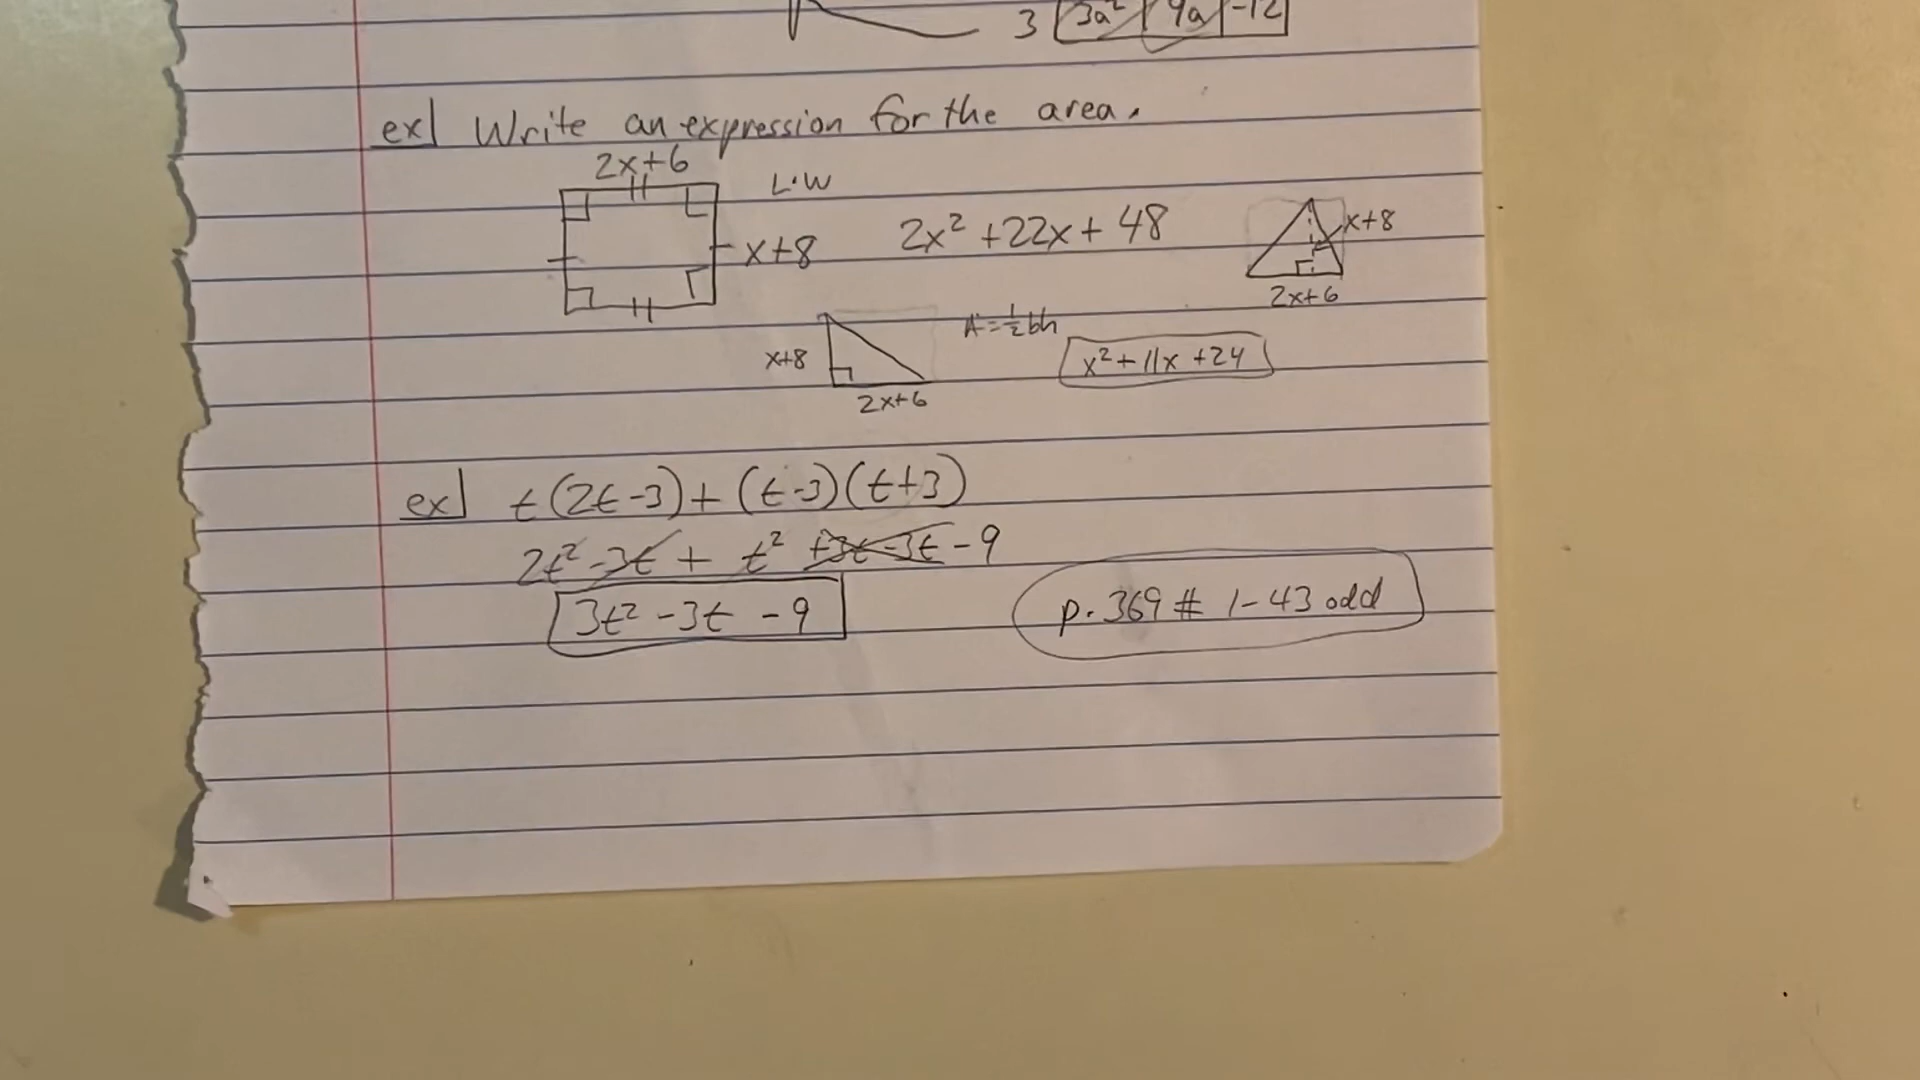 3 3a² 9a -12
ex] Write an expression for the area.
2x+6
L·W
x+8
2x² +22x+ 48
x+8
2x+6
x+8
2x+6
A=½bh
x²+11x+24
ex] t(2t-3)+(t-3)(t+3)
2t²-3t + t² +3t-3t -9
3t² -3t -9
p. 369 # 1-43 odd